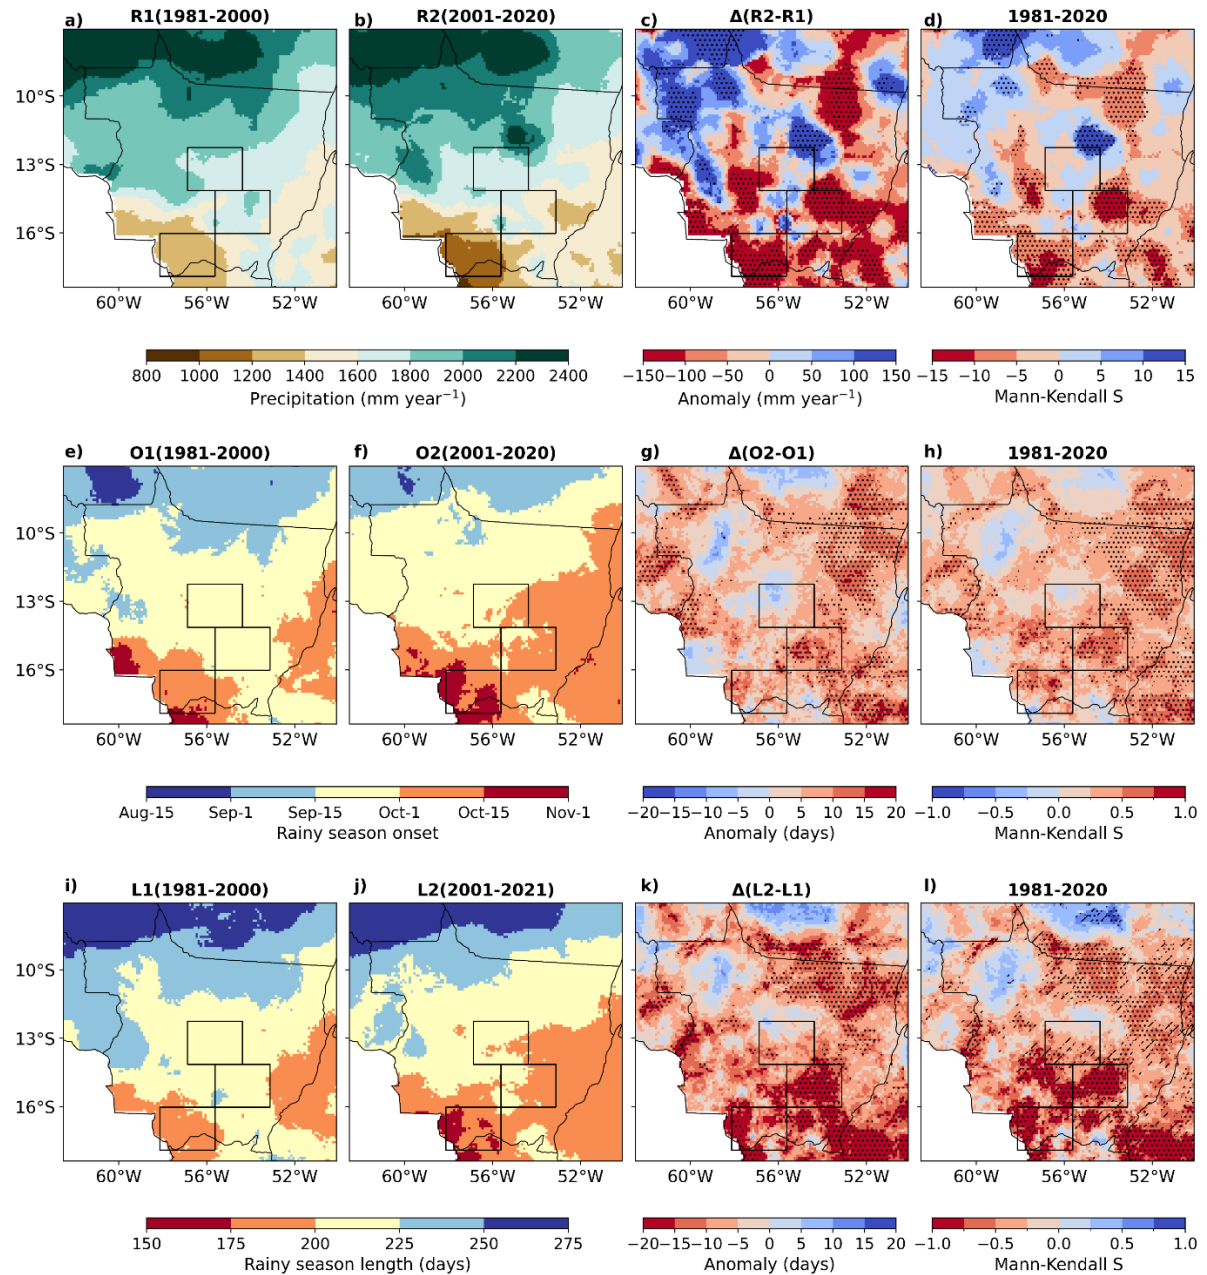 a) R1(1981-2000) b) R2(2001-2020) c) Δ(R2-R1) d) 1981-2020
10°S
13°S
16°S
60°W 56°W 52°W 60°W 56°W 52°W 60°W 56°W 52°W 60°W 56°W 52°W
800 1000 1200 1400 1600 1800 2000 2200 2400 −150−100 −50 0 50 100 150 −15 −10 −5 0 5 10 15
Precipitation (mm year⁻¹) Anomaly (mm year⁻¹) Mann-Kendall S
e) O1(1981-2000) f) O2(2001-2020) g) Δ(O2-O1) h) 1981-2020
10°S
13°S
16°S
60°W 56°W 52°W 60°W 56°W 52°W 60°W 56°W 52°W 60°W 56°W 52°W
Aug-15 Sep-1 Sep-15 Oct-1 Oct-15 Nov-1 −20−15−10 −5 0 5 10 15 20 −1.0 −0.5 0.0 0.5 1.0
Rainy season onset Anomaly (days) Mann-Kendall S
i) L1(1981-2000) j) L2(2001-2021) k) Δ(L2-L1) l) 1981-2020
10°S
13°S
16°S
60°W 56°W 52°W 60°W 56°W 52°W 60°W 56°W 52°W 60°W 56°W 52°W
150 175 200 225 250 275 −20−15−10 −5 0 5 10 15 20 −1.0 −0.5 0.0 0.5 1.0
Rainy season length (days) Anomaly (days) Mann-Kendall S